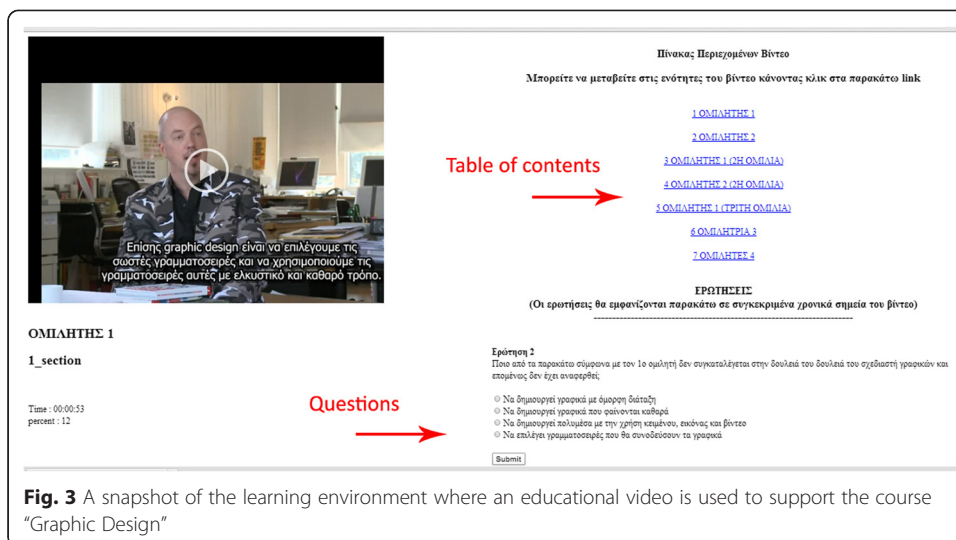 Επίσης graphic design είναι να επιλέγουμε τις
σωστές γραμματοσειρές και να χρησιμοποιούμε τις
γραμματοσειρές αυτές με ελκυστικό και καθαρό τρόπο.
ΟΜΙΛΗΤΗΣ 1
1_section
Time : 00:00:53
percent : 12
Πίνακας Περιεχομένων Βίντεο
Μπορείτε να μεταβείτε στις ενότητες του βίντεο κάνοντας κλικ στα παρακάτω link
1 ΟΜΙΛΗΤΗΣ 1
2 ΟΜΙΛΗΤΗΣ 2
3 ΟΜΙΛΗΤΗΣ 1 (2Η ΟΜΙΛΙΑ)
Table of contents
4 ΟΜΙΛΗΤΗΣ 2 (2Η ΟΜΙΛΙΑ)
5 ΟΜΙΛΗΤΗΣ 1 (ΤΡΙΤΗ ΟΜΙΛΙΑ)
6 ΟΜΙΛΗΤΡΙΑ 3
7 ΟΜΙΛΗΤΕΣ 4
ΕΡΩΤΗΣΕΙΣ
(Οι ερωτήσεις θα εμφανίζονται παρακάτω σε συγκεκριμένα χρονικά σημεία του βίντεο)
Ερώτηση 2
Ποιο από τα παρακάτω σύμφωνα με τον 1ο ομιλητή δεν συγκαταλέγεται στην δουλειά του δουλειά του σχεδιαστή γραφικών και
επομένως δεν έχει αναφερθεί;
Questions
Να δημιουργεί γραφικά με όμορφη διάταξη
Να δημιουργεί γραφικά που φαίνονται καθαρά
Να δημιουργεί πολυμέσα με την χρήση κειμένου, εικόνας και βίντεο
Να επιλέγει γραμματοσειρές που θα συνοδεύσουν τα γραφικά
Submit
Fig. 3 A snapshot of the learning environment where an educational video is used to support the course
“Graphic Design”